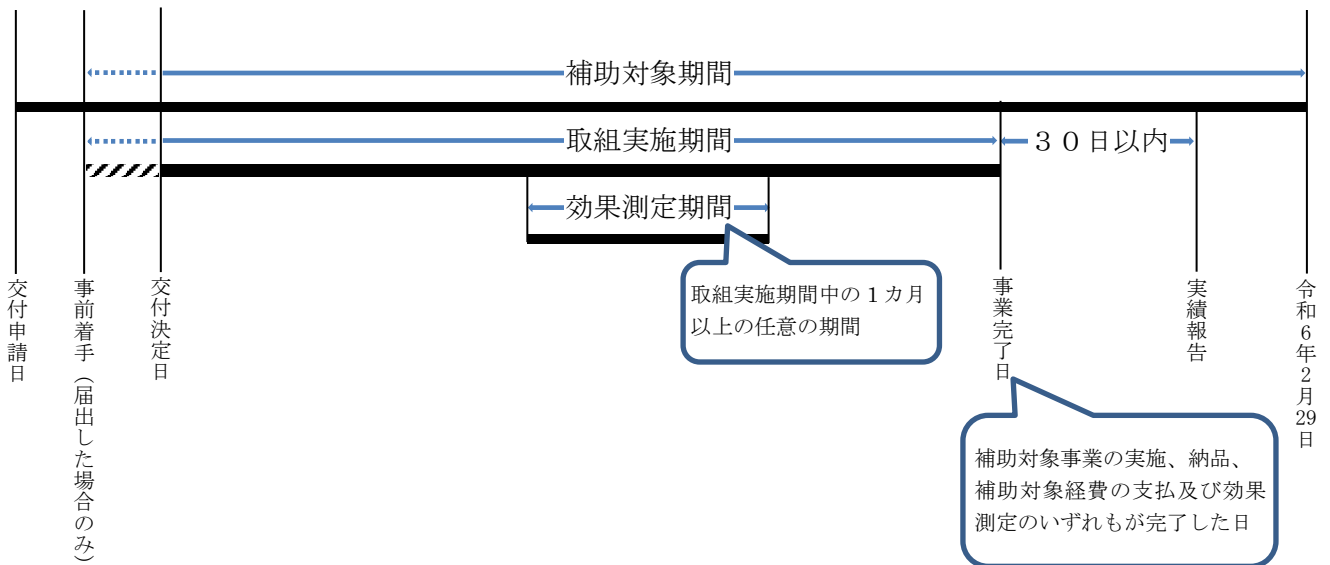 補助対象期間
取組実施期間
３０日以内
効果測定期間
取組実施期間中の１カ月
以上の任意の期間
交付申請日
事前着手（届出した場合のみ）
交付決定日
事業完了日
実績報告
令和6年2月29日
補助対象事業の実施、納品、
補助対象経費の支払及び効果
測定のいずれもが完了した日